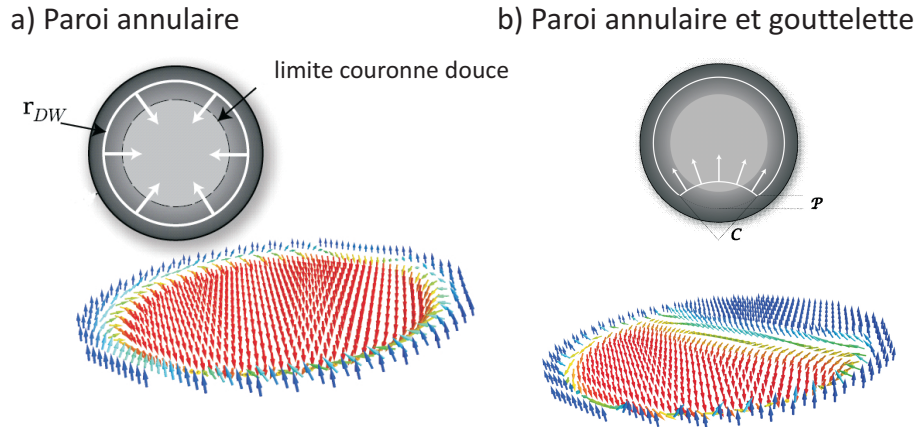 a) Paroi annulaire
b) Paroi annulaire et gouttelette
limite couronne douce
r_DW
P
C